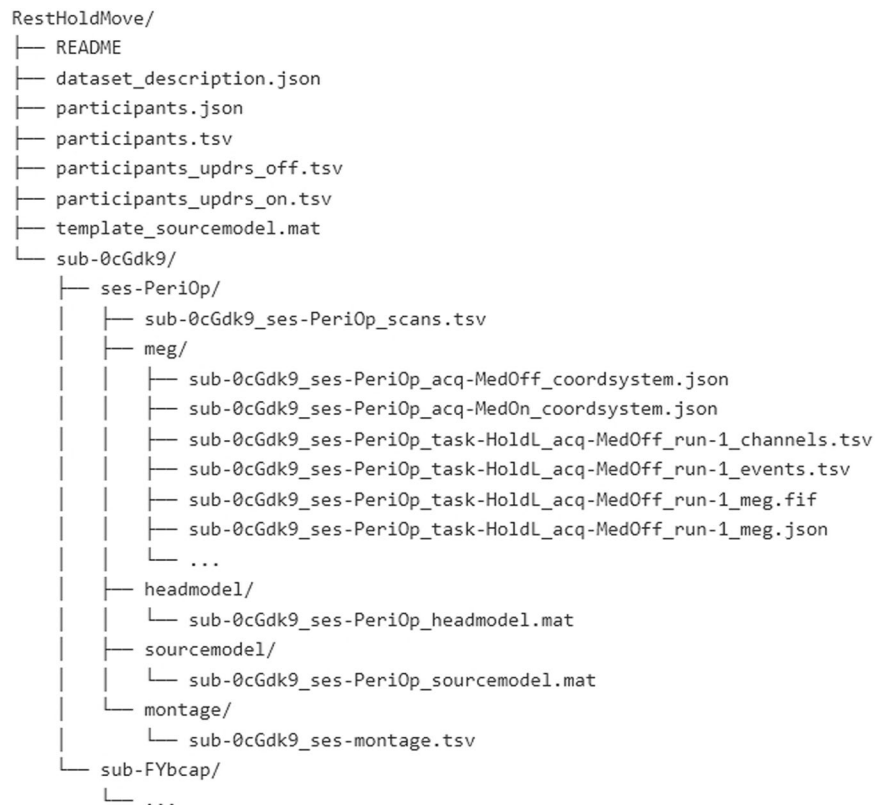 RestHoldMove/
├── README
├── dataset_description.json
├── participants.json
├── participants.tsv
├── participants_updrs_off.tsv
├── participants_updrs_on.tsv
├── template_sourcemodel.mat
└── sub-0cGdk9/
    ├── ses-PeriOp/
    │   ├── sub-0cGdk9_ses-PeriOp_scans.tsv
    │   ├── meg/
    │   │   ├── sub-0cGdk9_ses-PeriOp_acq-MedOff_coordsystem.json
    │   │   ├── sub-0cGdk9_ses-PeriOp_acq-MedOn_coordsystem.json
    │   │   ├── sub-0cGdk9_ses-PeriOp_task-HoldL_acq-MedOff_run-1_channels.tsv
    │   │   ├── sub-0cGdk9_ses-PeriOp_task-HoldL_acq-MedOff_run-1_events.tsv
    │   │   ├── sub-0cGdk9_ses-PeriOp_task-HoldL_acq-MedOff_run-1_meg.fif
    │   │   ├── sub-0cGdk9_ses-PeriOp_task-HoldL_acq-MedOff_run-1_meg.json
    │   │   └── ...
    │   ├── headmodel/
    │   │   └── sub-0cGdk9_ses-PeriOp_headmodel.mat
    │   ├── sourcemodel/
    │   │   └── sub-0cGdk9_ses-PeriOp_sourcemodel.mat
    │   └── montage/
    │       └── sub-0cGdk9_ses-montage.tsv
    └── sub-FYbcap/
        └── ...